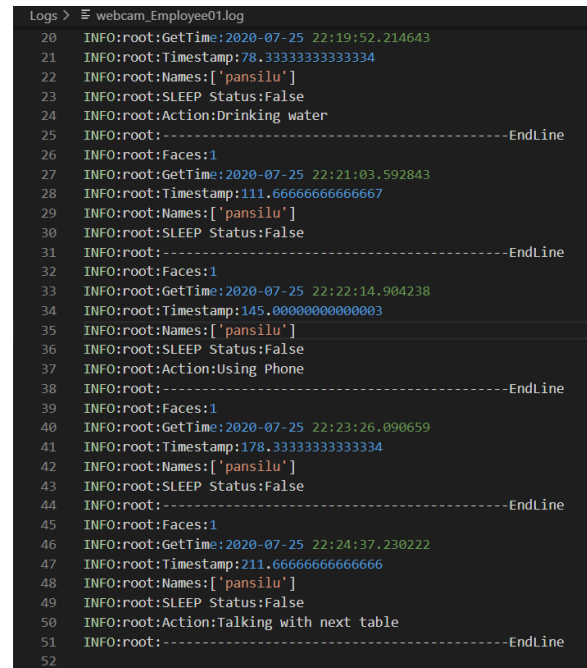 Logs > webcam_Employee01.log
20 INFO:root:GetTime:2020-07-25 22:19:52.214643
21 INFO:root:Timestamp:78.33333333333334
22 INFO:root:Names:['pansilu']
23 INFO:root:SLEEP Status:False
24 INFO:root:Action:Drinking water
25 INFO:root:-------------------------------------------EndLine
26 INFO:root:Faces:1
27 INFO:root:GetTime:2020-07-25 22:21:03.592843
28 INFO:root:Timestamp:111.66666666666667
29 INFO:root:Names:['pansilu']
30 INFO:root:SLEEP Status:False
31 INFO:root:-------------------------------------------EndLine
32 INFO:root:Faces:1
33 INFO:root:GetTime:2020-07-25 22:22:14.904238
34 INFO:root:Timestamp:145.00000000000003
35 INFO:root:Names:['pansilu']
36 INFO:root:SLEEP Status:False
37 INFO:root:Action:Using Phone
38 INFO:root:-------------------------------------------EndLine
39 INFO:root:Faces:1
40 INFO:root:GetTime:2020-07-25 22:23:26.090659
41 INFO:root:Timestamp:178.33333333333334
42 INFO:root:Names:['pansilu']
43 INFO:root:SLEEP Status:False
44 INFO:root:-------------------------------------------EndLine
45 INFO:root:Faces:1
46 INFO:root:GetTime:2020-07-25 22:24:37.230222
47 INFO:root:Timestamp:211.66666666666666
48 INFO:root:Names:['pansilu']
49 INFO:root:SLEEP Status:False
50 INFO:root:Action:Talking with next table
51 INFO:root:-------------------------------------------EndLine
52